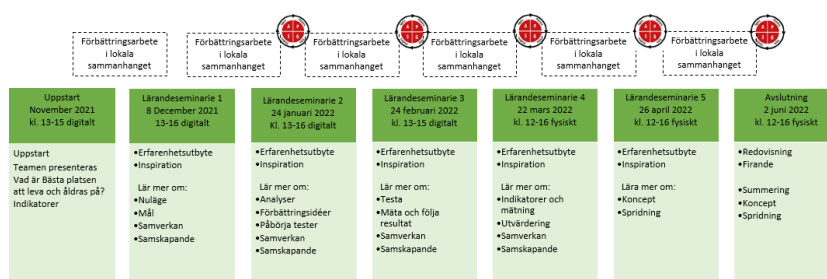 Förbättringsarbete
i lokala
sammanhanget
Förbättringsarbete
i lokala
sammanhanget
Förbättringsarbete
i lokala
sammanhanget
Förbättringsarbete
i lokala
sammanhanget
Förbättringsarbete
i lokala
sammanhanget
Förbättringsarbete
i lokala
sammanhanget
Uppstart
November 2021
kl. 13-15 digitalt
Uppstart
Teamen presenteras
Vad är Bästa platsen
att leva och åldras på?
Indikatorer
Lärandeseminarie 1
8 December 2021
13-16 digitalt
•Erfarenhetsutbyte
•Inspiration
Lär mer om:
•Nuläge
•Mål
•Samverkan
•Samskapande
Lärandeseminarie 2
24 januari 2022
Kl. 13-16 digitalt
•Erfarenhetsutbyte
•Inspiration
Lär mer om:
•Analyser
•Förbättringsidéer
•Påbörja tester
•Samverkan
•Samskapande
Lärandeseminarie 3
24 februari 2022
kl. 13-15 digitalt
•Erfarenhetsutbyte
•Inspiration
Lär mer om:
•Testa
•Mäta och följa
resultat
•Samverkan
•Samskapande
Lärandeseminarie 4
22 mars 2022
kl. 12-16 fysiskt
•Erfarenhetsutbyte
•Inspiration
Lär mer om:
•Indikatorer och
mätning
•Utvärdering
•Samverkan
•Samskapande
Lärandeseminarie 5
26 april 2022
kl. 12-16 fysiskt
•Erfarenhetsutbyte
•Inspiration
Lära mer om:
•Koncept
•Spridning
Avslutning
2 juni 2022
kl. 12-16 fysiskt
•Redovisning
•Firande
•Summering
•Koncept
•Spridning